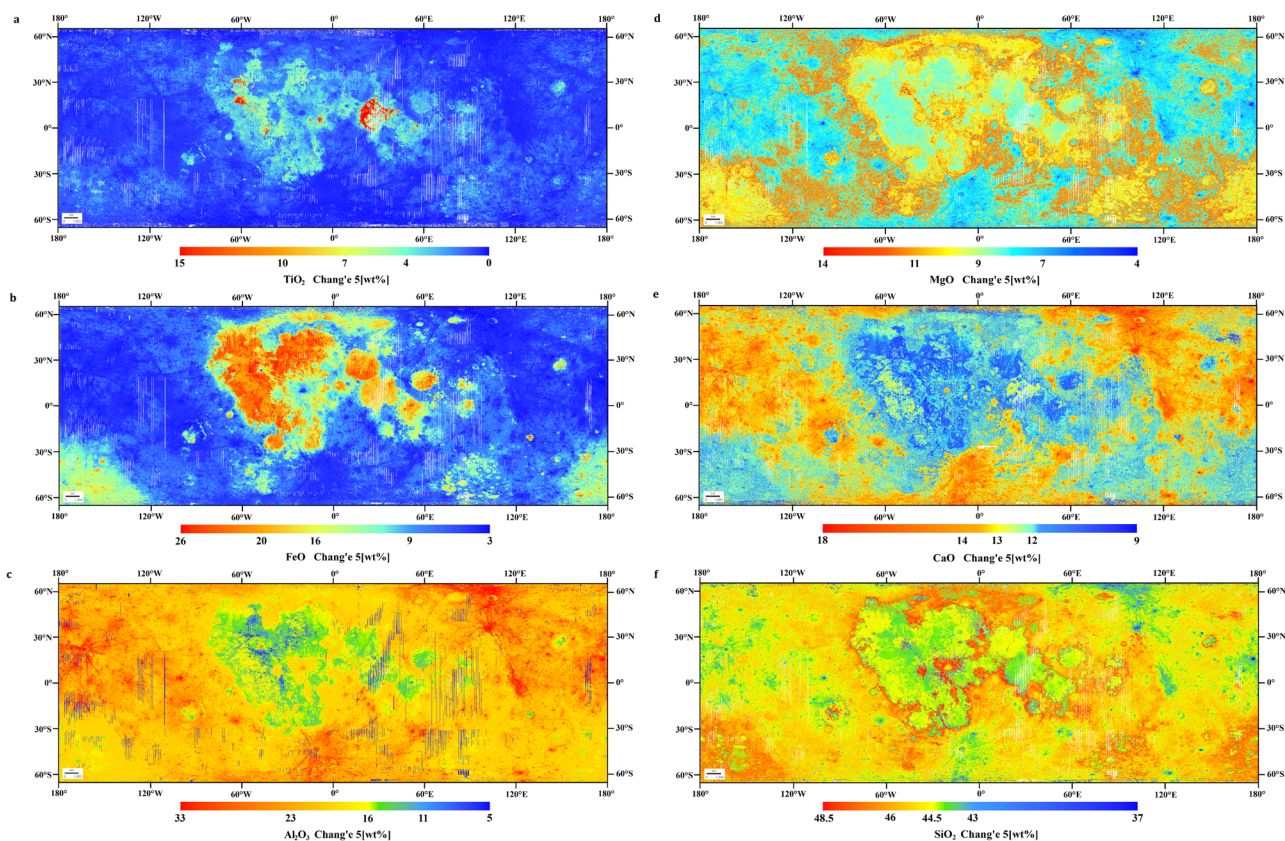 a
180° 120°W 60°W 0° 60°E 120°E 180°
60°N 60°N
30°N 30°N
0° 0°
30°S 30°S
60°S 60°S
180° 120°W 60°W 0° 60°E 120°E 180°
15 10 7 4 0
TiO₂ Chang'e 5[wt%]
b
180° 120°W 60°W 0° 60°E 120°E 180°
60°N 60°N
30°N 30°N
0° 0°
30°S 30°S
60°S 60°S
180° 120°W 60°W 0° 60°E 120°E 180°
26 20 16 9 3
FeO Chang'e 5[wt%]
c
180° 120°W 60°W 0° 60°E 120°E 180°
60°N 60°N
30°N 30°N
0° 0°
30°S 30°S
60°S 60°S
180° 120°W 60°W 0° 60°E 120°E 180°
33 23 16 11 5
Al₂O₃ Chang'e 5[wt%]
d
180° 120°W 60°W 0° 60°E 120°E 180°
60°N 60°N
30°N 30°N
0° 0°
30°S 30°S
60°S 60°S
180° 120°W 60°W 0° 60°E 120°E 180°
14 11 9 7 4
MgO Chang'e 5[wt%]
e
180° 120°W 60°W 0° 60°E 120°E 180°
60°N 60°N
30°N 30°N
0° 0°
30°S 30°S
60°S 60°S
180° 120°W 60°W 0° 60°E 120°E 180°
18 14 13 12 9
CaO Chang'e 5[wt%]
f
180° 120°W 60°W 0° 60°E 120°E 180°
60°N 60°N
30°N 30°N
0° 0°
30°S 30°S
60°S 60°S
180° 120°W 60°W 0° 60°E 120°E 180°
48.5 46 44.5 43 37
SiO₂ Chang'e 5[wt%]